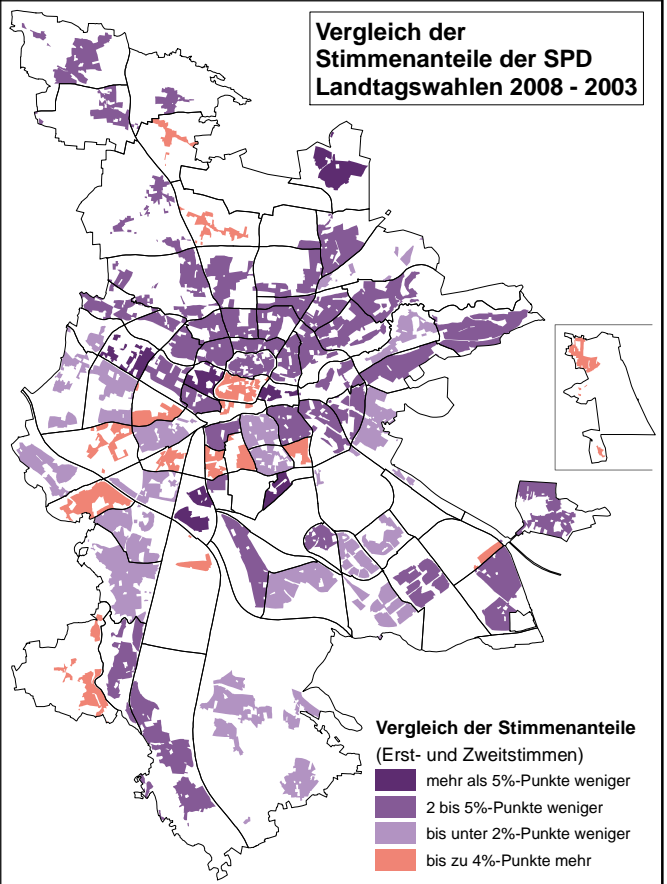 Vergleich der
Stimmenanteile der SPD
Landtagswahlen 2008 - 2003
Vergleich der Stimmenanteile
(Erst- und Zweitstimmen)
mehr als 5%-Punkte weniger
2 bis 5%-Punkte weniger
bis unter 2%-Punkte weniger
bis zu 4%-Punkte mehr